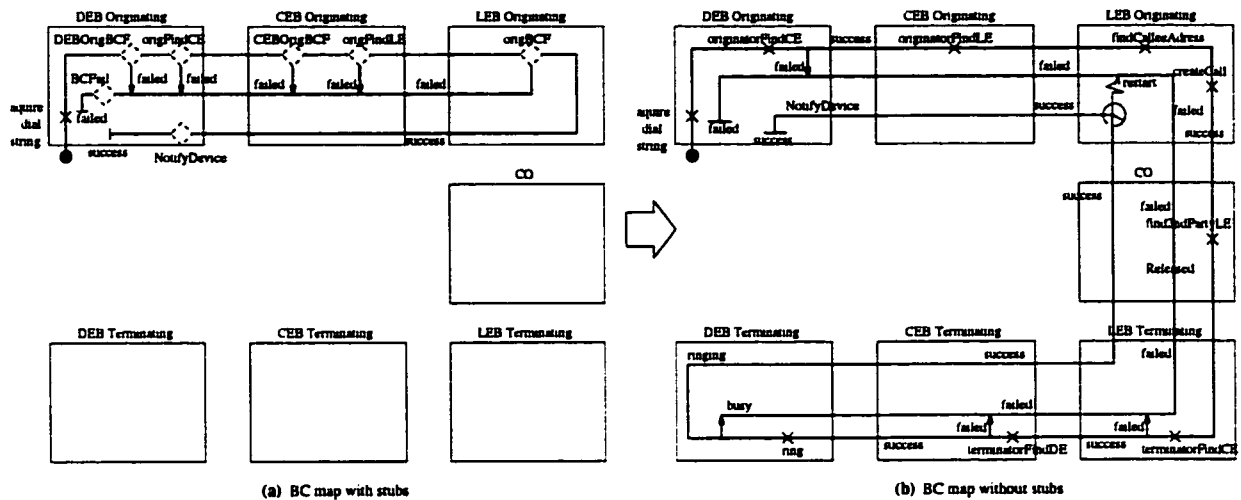 DEB Originating
CEB Originating
LEB Originating
DEBOrigBCF
origFindCE
CEBOrigBCF
origFindLE
origBCF
failed
failed
failed
failed
BCFail
failed
aquire
dial
string
success
NotifyDevice
success
CO
DEB Terminating
CEB Terminating
LEB Terminating
(a) BC map with stubs
DEB Originating
CEB Originating
LEB Originating
originatorFindCE
success
originatorFindLE
success
findCalleeAdress
failed
failed
failed
createCall
restart
aquire
dial
string
NotifyDevice
success
failed
success
failed
success
CO
success
failed
find2ndPartyLE
Released
DEB Terminating
CEB Terminating
LEB Terminating
ringing
success
failed
busy
failed
failed
failed
ring
success
terminatorFindDE
success
terminatorFindCE
(b) BC map without stubs